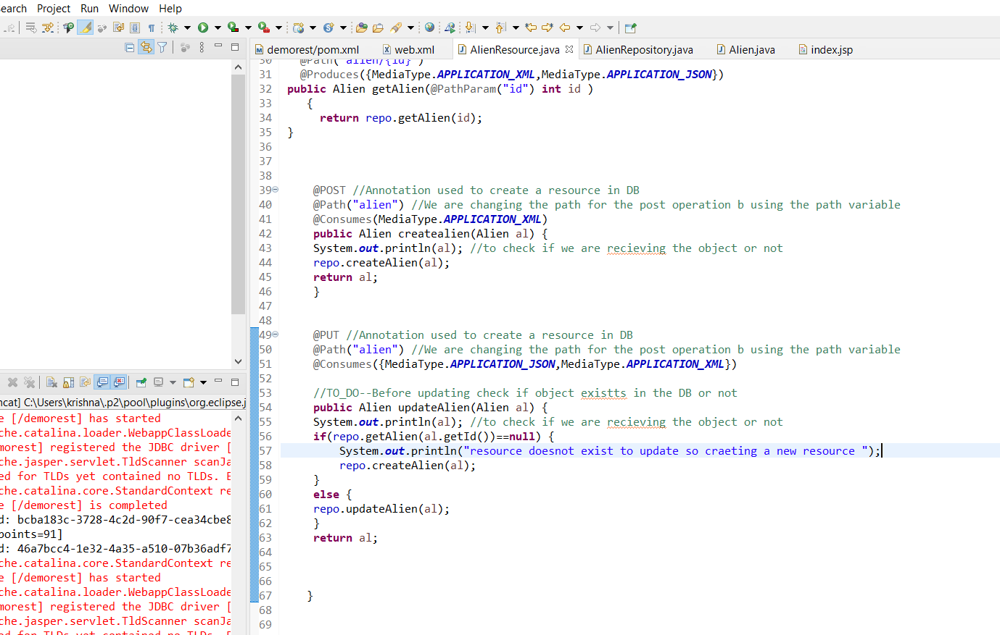 earch Project Run Window Help
demorest/pom.xml web.xml AlienResource.java AlienRepository.java Alien.java index.jsp
30 @Path("alien/{id}")
31 @Produces({MediaType.APPLICATION_XML,MediaType.APPLICATION_JSON})
32 public Alien getAlien(@PathParam("id") int id )
33 {
34 return repo.getAlien(id);
35 }
36
37
38
39 @POST //Annotation used to create a resource in DB
40 @Path("alien") //We are changing the path for the post operation b using the path variable
41 @Consumes(MediaType.APPLICATION_XML)
42 public Alien createalien(Alien al) {
43 System.out.println(al); //to check if we are recieving the object or not
44 repo.createAlien(al);
45 return al;
46 }
47
48
49 @PUT //Annotation used to create a resource in DB
50 @Path("alien") //We are changing the path for the post operation b using the path variable
51 @Consumes({MediaType.APPLICATION_JSON,MediaType.APPLICATION_XML})
52
53 //TO_DO--Before updating check if object existts in the DB or not
54 public Alien updateAlien(Alien al) {
55 System.out.println(al); //to check if we are recieving the object or not
56 if(repo.getAlien(al.getId())==null) {
57 System.out.println("resource doesnot exist to update so craeting a new resource ");
58 repo.createAlien(al);
59 }
60 else {
61 repo.updateAlien(al);
62 }
63 return al;
64
65
66
67 }
68
69
ncat] C:\Users\krishna\.p2\pool\plugins\org.eclipse.j
e [/demorest] has started
che.catalina.loader.WebappClassLoade
morest] registered the JDBC driver [
che.jasper.servlet.TldScanner scanJa
ed for TLDs yet contained no TLDs. E
che.catalina.core.StandardContext re
e [/demorest] is completed
d: bcba183c-3728-4c2d-90f7-cea34cbe8
points=91]
d: 46a7bcc4-1e32-4a35-a510-07b36adf7
che.catalina.core.StandardContext re
e [/demorest] has started
che.catalina.loader.WebappClassLoade
morest] registered the JDBC driver [
che.jasper.servlet.TldScanner scanJa
ed for TLDs yet contained no TLDs.